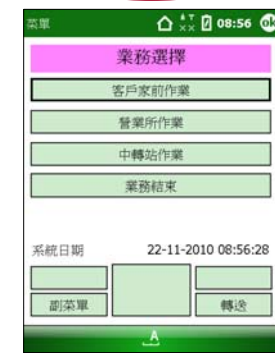 菜單 08:56 ok
業務選擇
客戶家前作業
營業所作業
中轉站作業
業務結束
系統日期 22-11-2010 08:56:28
副菜單 轉送
A